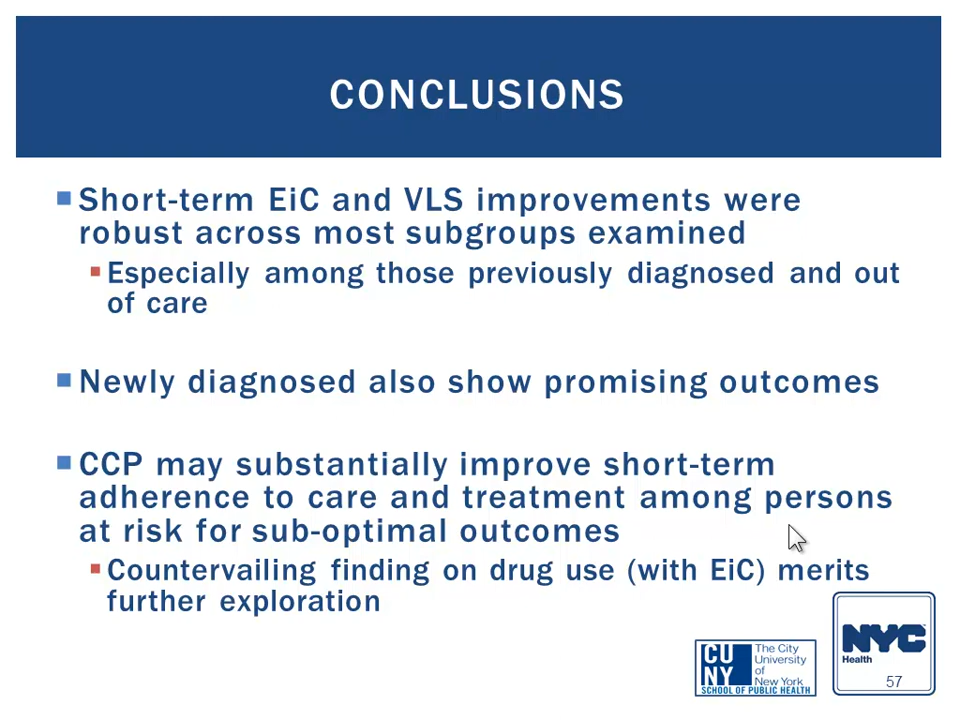 CONCLUSIONS
Short-term EiC and VLS improvements were
robust across most subgroups examined
Especially among those previously diagnosed and out
of care
Newly diagnosed also show promising outcomes
CCP may substantially improve short-term
adherence to care and treatment among persons
at risk for sub-optimal outcomes
Countervailing finding on drug use (with EiC) merits
further exploration
CU
NY
The City
University
of
New York
SCHOOL OF PUBLIC HEALTH
NYC
Health
57